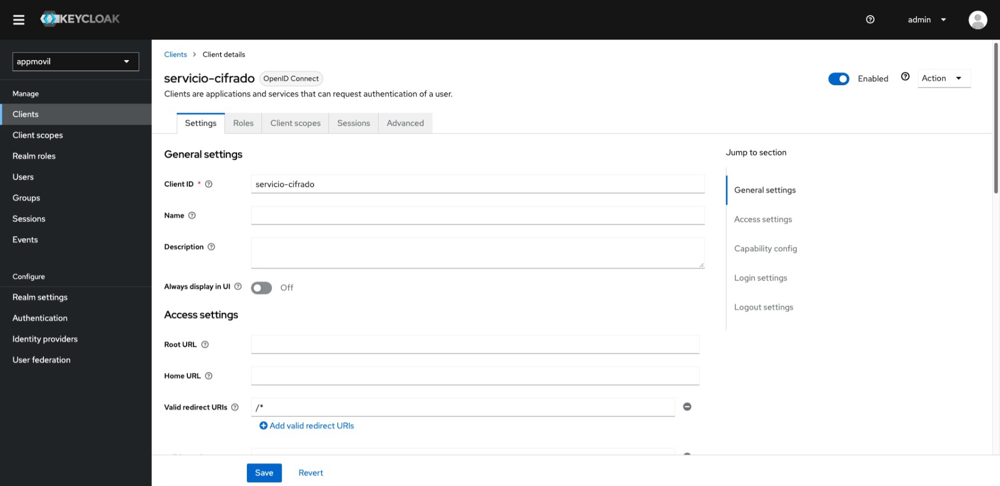 KEYCLOAK
admin
appmovil
Manage
Clients
Client scopes
Realm roles
Users
Groups
Sessions
Events
Configure
Realm settings
Authentication
Identity providers
User federation
Clients > Client details
servicio-cifrado OpenID Connect
Enabled
Action
Clients are applications and services that can request authentication of a user.
Settings Roles Client scopes Sessions Advanced
General settings
Client ID * servicio-cifrado
Name
Description
Always display in UI Off
Access settings
Root URL
Home URL
Valid redirect URIs /*
Add valid redirect URIs
Save Revert
Jump to section
General settings
Access settings
Capability config
Login settings
Logout settings